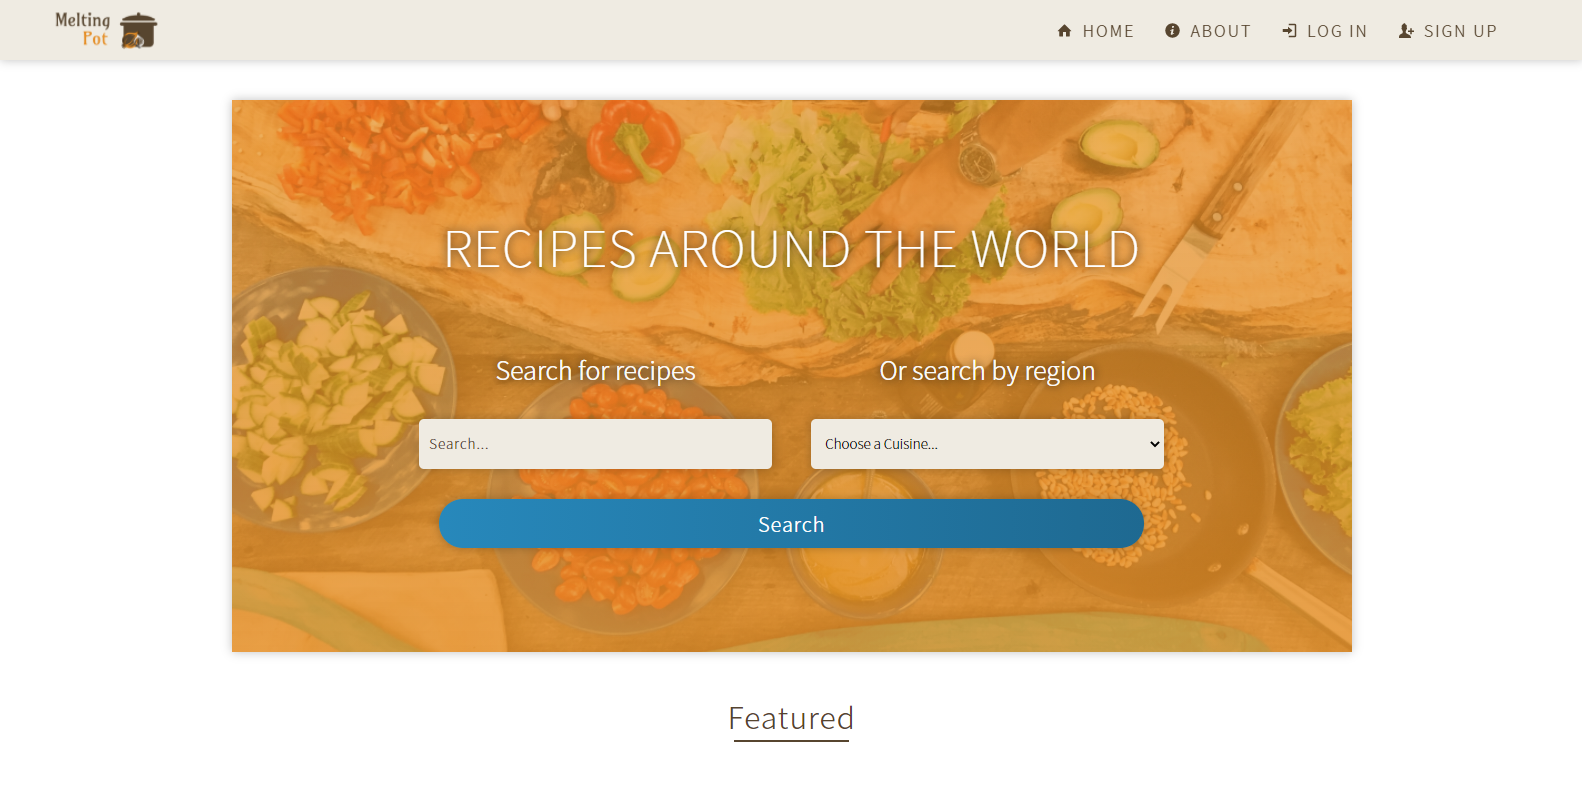 Melting
Pot
HOME
ABOUT
LOG IN
SIGN UP
RECIPES AROUND THE WORLD
Search for recipes
Or search by region
Search...
Choose a Cuisine...
Search
Featured